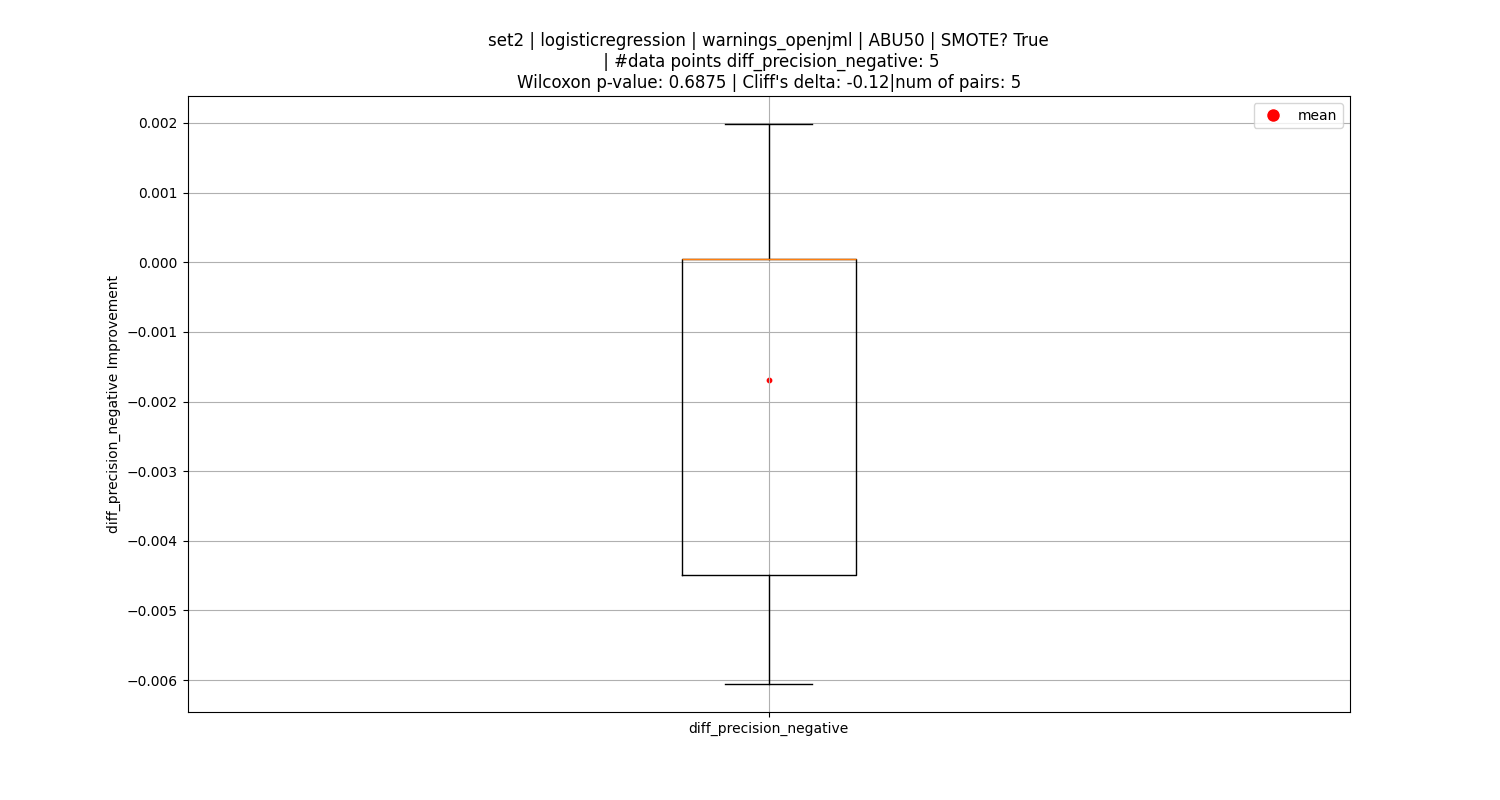 set2 | logisticregression | warnings_openjml | ABU50 | SMOTE? True
| #data points diff_precision_negative: 5
Wilcoxon p-value: 0.6875 | Cliff's delta: -0.12|num of pairs: 5
mean
0.002
0.001
0.000
−0.001
−0.002
−0.003
−0.004
−0.005
−0.006
diff_precision_negative Improvement
diff_precision_negative